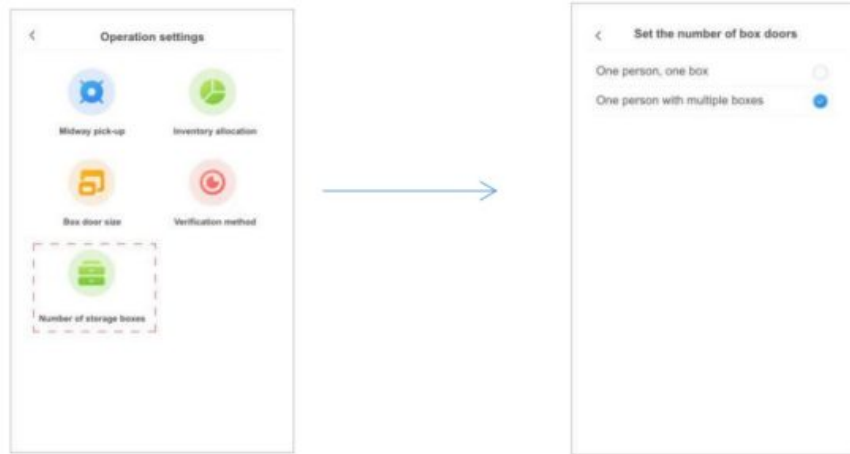 Operation settings
Midway pick-up
Inventory allocation
Box door size
Verification method
Number of storage boxes
Set the number of box doors
One person, one box
One person with multiple boxes